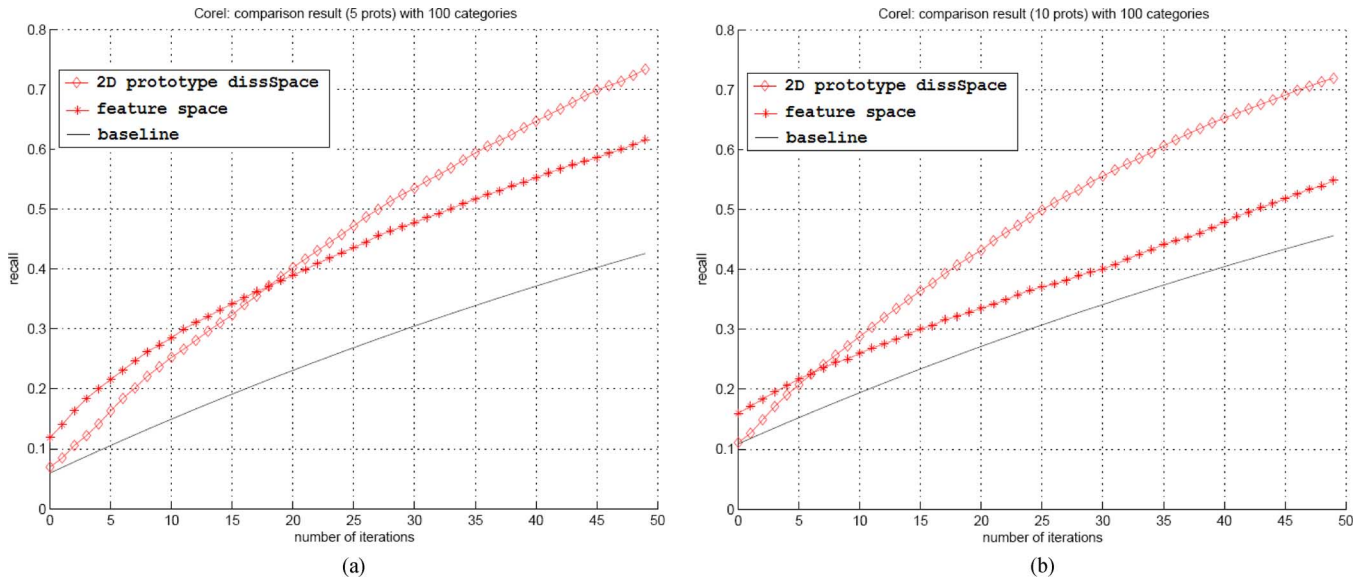 Corel: comparison result (5 prots) with 100 categories
0.8
0.7
0.6
0.5
0.4
0.3
0.2
0.1
0
recall
2D prototype dissSpace
feature space
baseline
0 5 10 15 20 25 30 35 40 45 50
number of iterations
(a)
Corel: comparison result (10 prots) with 100 categories
0.8
0.7
0.6
0.5
0.4
0.3
0.2
0.1
0
recall
2D prototype dissSpace
feature space
baseline
0 5 10 15 20 25 30 35 40 45 50
number of iterations
(b)